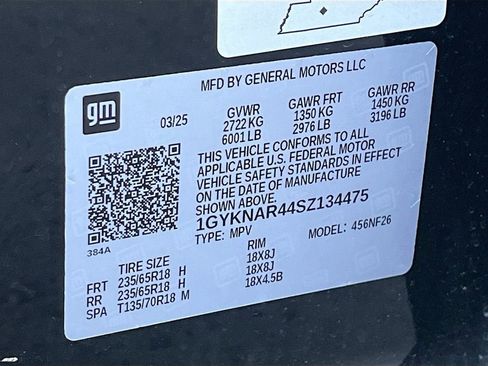 MFD BY GENERAL MOTORS LLC
gm
03/25 GVWR GAWR FRT GAWR RR
2722 KG 1350 KG 1450 KG
6001 LB 2976 LB 3196 LB
THIS VEHICLE CONFORMS TO ALL
APPLICABLE U.S. FEDERAL MOTOR
VEHICLE SAFETY STANDARDS IN EFFECT
ON THE DATE OF MANUFACTURE
SHOWN ABOVE.
1GYKNAR44SZ134475
TYPE: MPV MODEL: 456NF26
384A
TIRE SIZE RIM
FRT 235/65R18 H 18X8J
RR 235/65R18 H 18X8J
SPA T135/70R18 M 18X4.5B